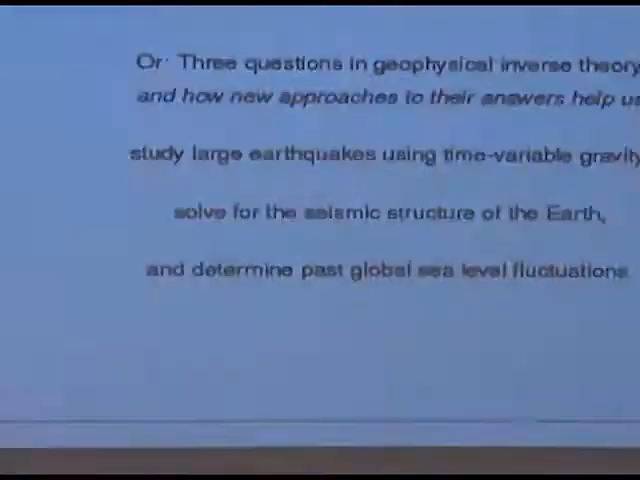 Or: Three questions in geophysical inverse theory
and how new approaches to their answers help us
study large earthquakes using time-variable gravity
solve for the seismic structure of the Earth,
and determine past global sea level fluctuations